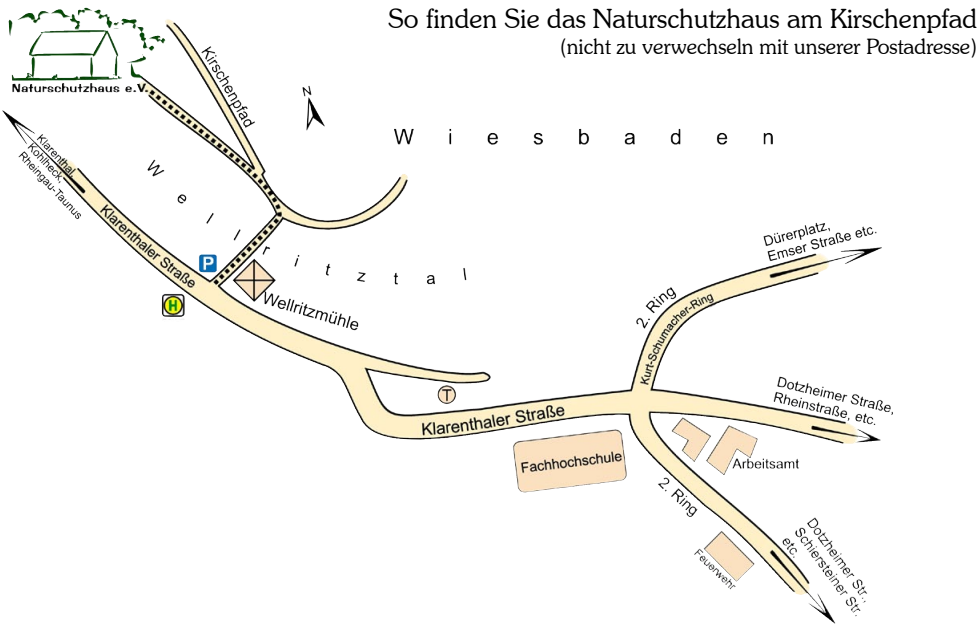 So finden Sie das Naturschutzhaus am Kirschenpfad
(nicht zu verwechseln mit unserer Postadresse)
Naturschutzhaus e.V.
Kirschenpfad
N
Wiesbaden
Klarenthal,
Kohlheck,
Rheingau-Taunus
Wellritztal
Klarenthaler Straße
P
H
Wellritzmühle
Dürerplatz,
Emser Straße etc.
2. Ring
Kurt-Schumacher-Ring
T
Klarenthaler Straße
Dotzheimer Straße,
Rheinstraße, etc.
Fachhochschule
Arbeitsamt
2. Ring
Feuerwehr
Dotzheimer Str.,
Schiersteiner Str.
etc.